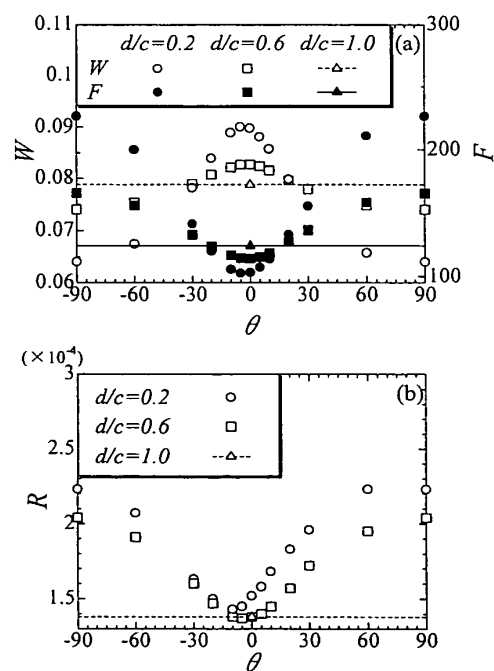 0.11
300
d/c=0.2 d/c=0.6 d/c=1.0
(a)
W
F
0.1
0.09
0.08
0.07
0.06
200
100
W
F
-90 -60 -30 0 30 60 90
θ
(×10⁻⁴)
3
(b)
d/c=0.2
d/c=0.6
d/c=1.0
2.5
2
1.5
R
-90 -60 -30 0 30 60 90
θ